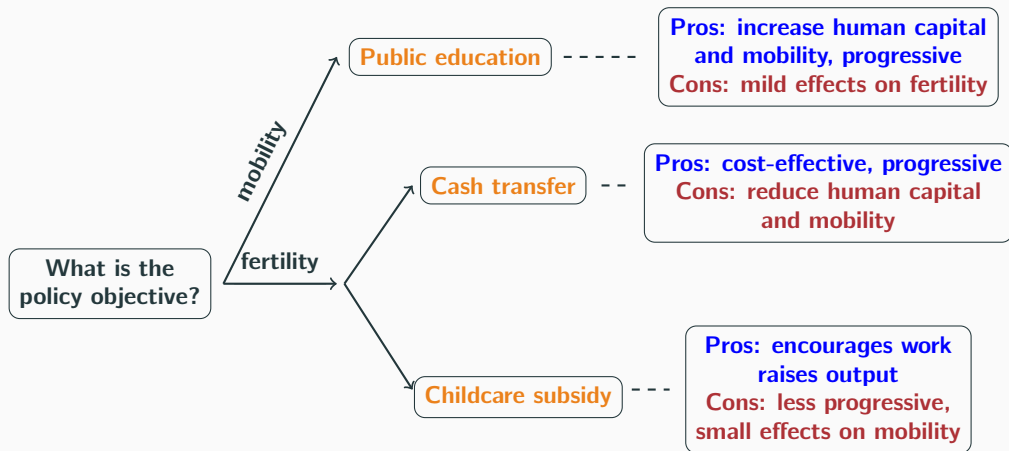 Public education
Pros: increase human capital
and mobility, progressive
Cons: mild effects on fertility
mobility
Cash transfer
Pros: cost-effective, progressive
Cons: reduce human capital
and mobility
What is the
policy objective?
fertility
Childcare subsidy
Pros: encourages work
raises output
Cons: less progressive,
small effects on mobility